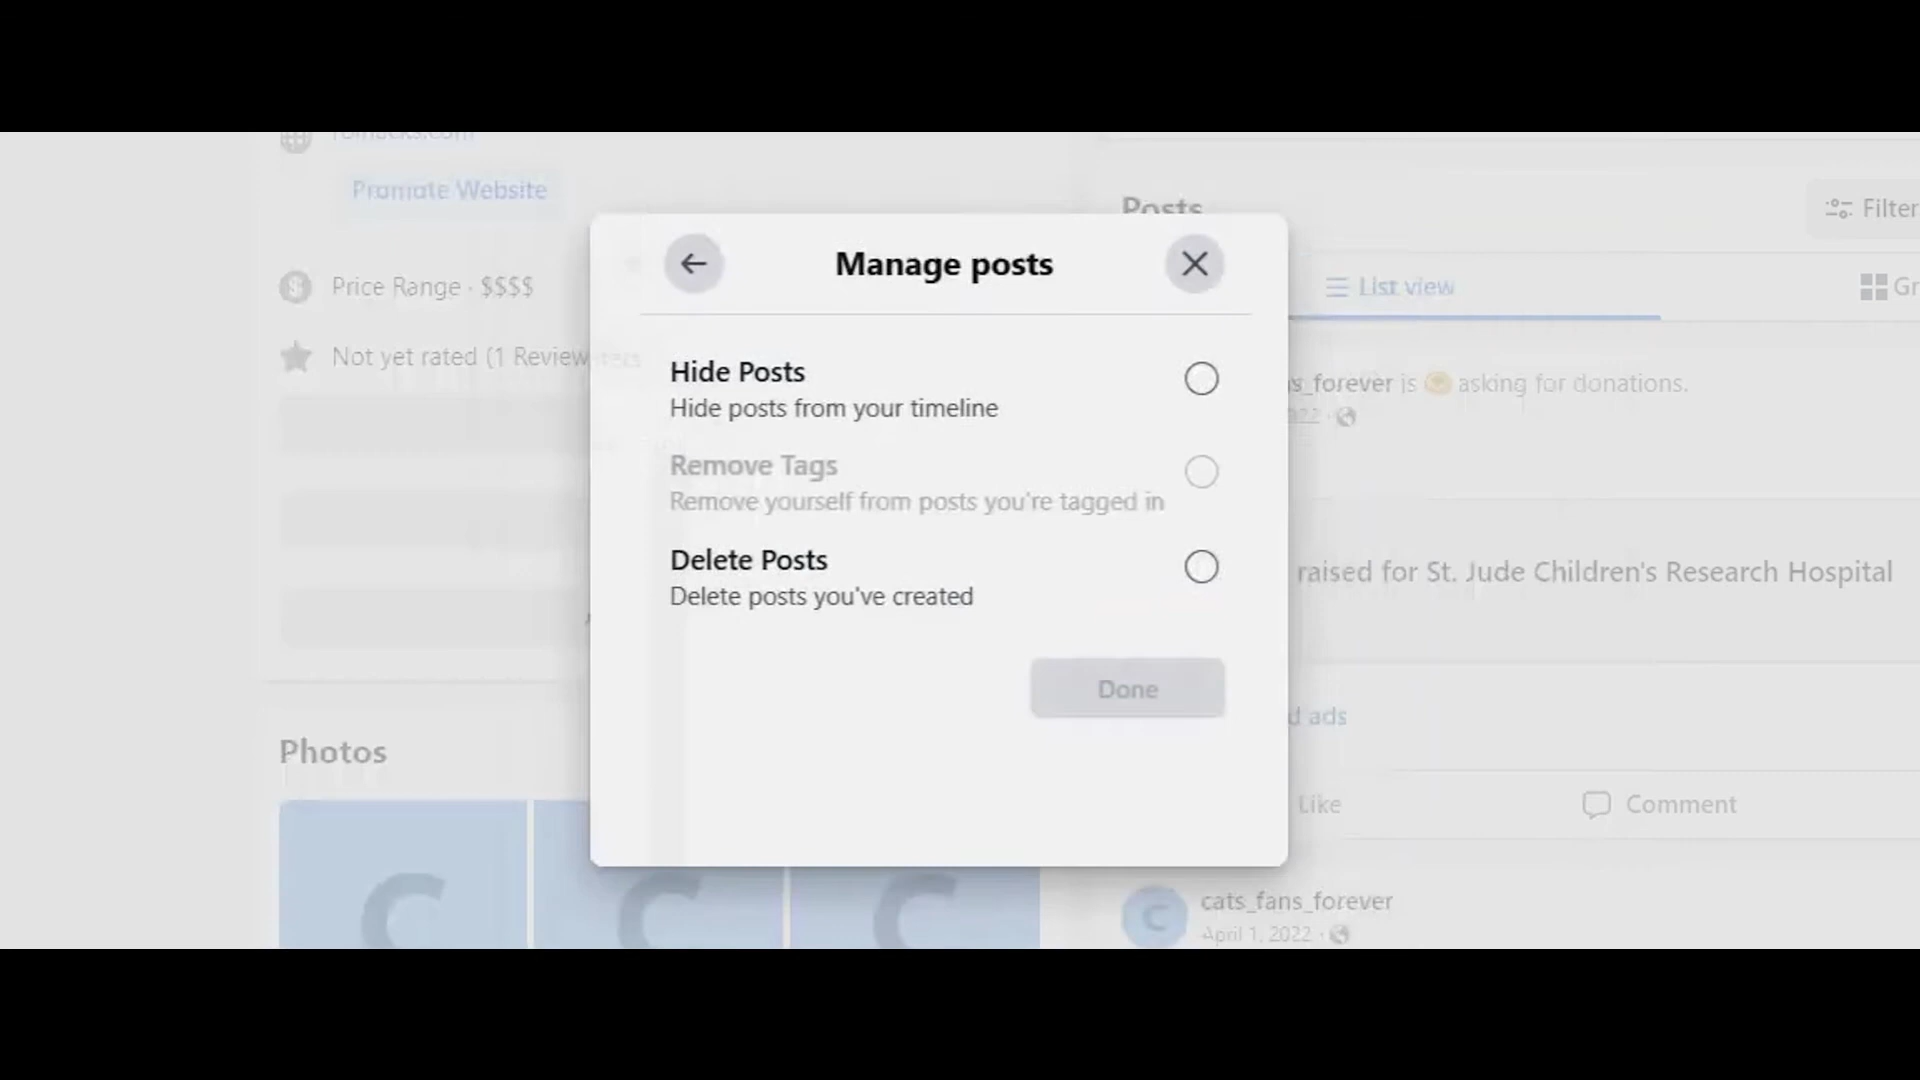 Promote Website
Price Range · $$$$
Not yet rated (1 Review
Photos
Manage posts
Hide Posts
Hide posts from your timeline
Remove Tags
Remove yourself from posts you're tagged in
Delete Posts
Delete posts you've created
Done
Posts
Filter
List view
Gr
s_forever is asking for donations.
raised for St. Jude Children's Research Hospital
d ads
Like
Comment
C
C
C
C
cats_fans_forever
April 1, 2022 ·